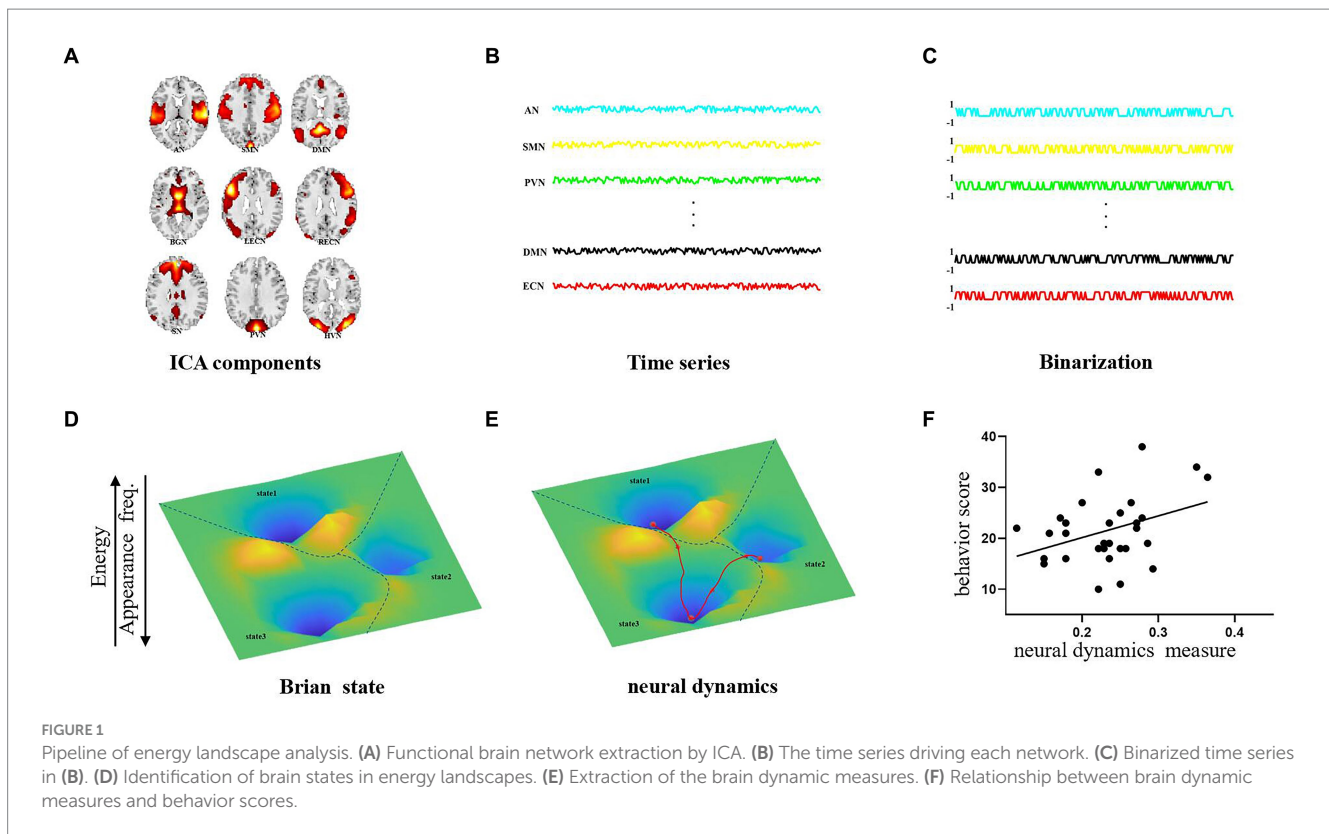 A
AN
SMN
DMN
BGN
LECN
RECN
SN
PVN
HVN
ICA components
B
AN
SMN
PVN
DMN
ECN
Time series
C
1
-1
1
-1
1
-1
1
-1
1
-1
Binarization
D
Energy
Appearance freq.
state1
state2
state3
Brian state
E
state1
state2
state3
neural dynamics
F
behavior score
40
30
20
10
0.2 0.3 0.4
neural dynamics measure
FIGURE 1
Pipeline of energy landscape analysis. (A) Functional brain network extraction by ICA. (B) The time series driving each network. (C) Binarized time series
in (B). (D) Identification of brain states in energy landscapes. (E) Extraction of the brain dynamic measures. (F) Relationship between brain dynamic
measures and behavior scores.